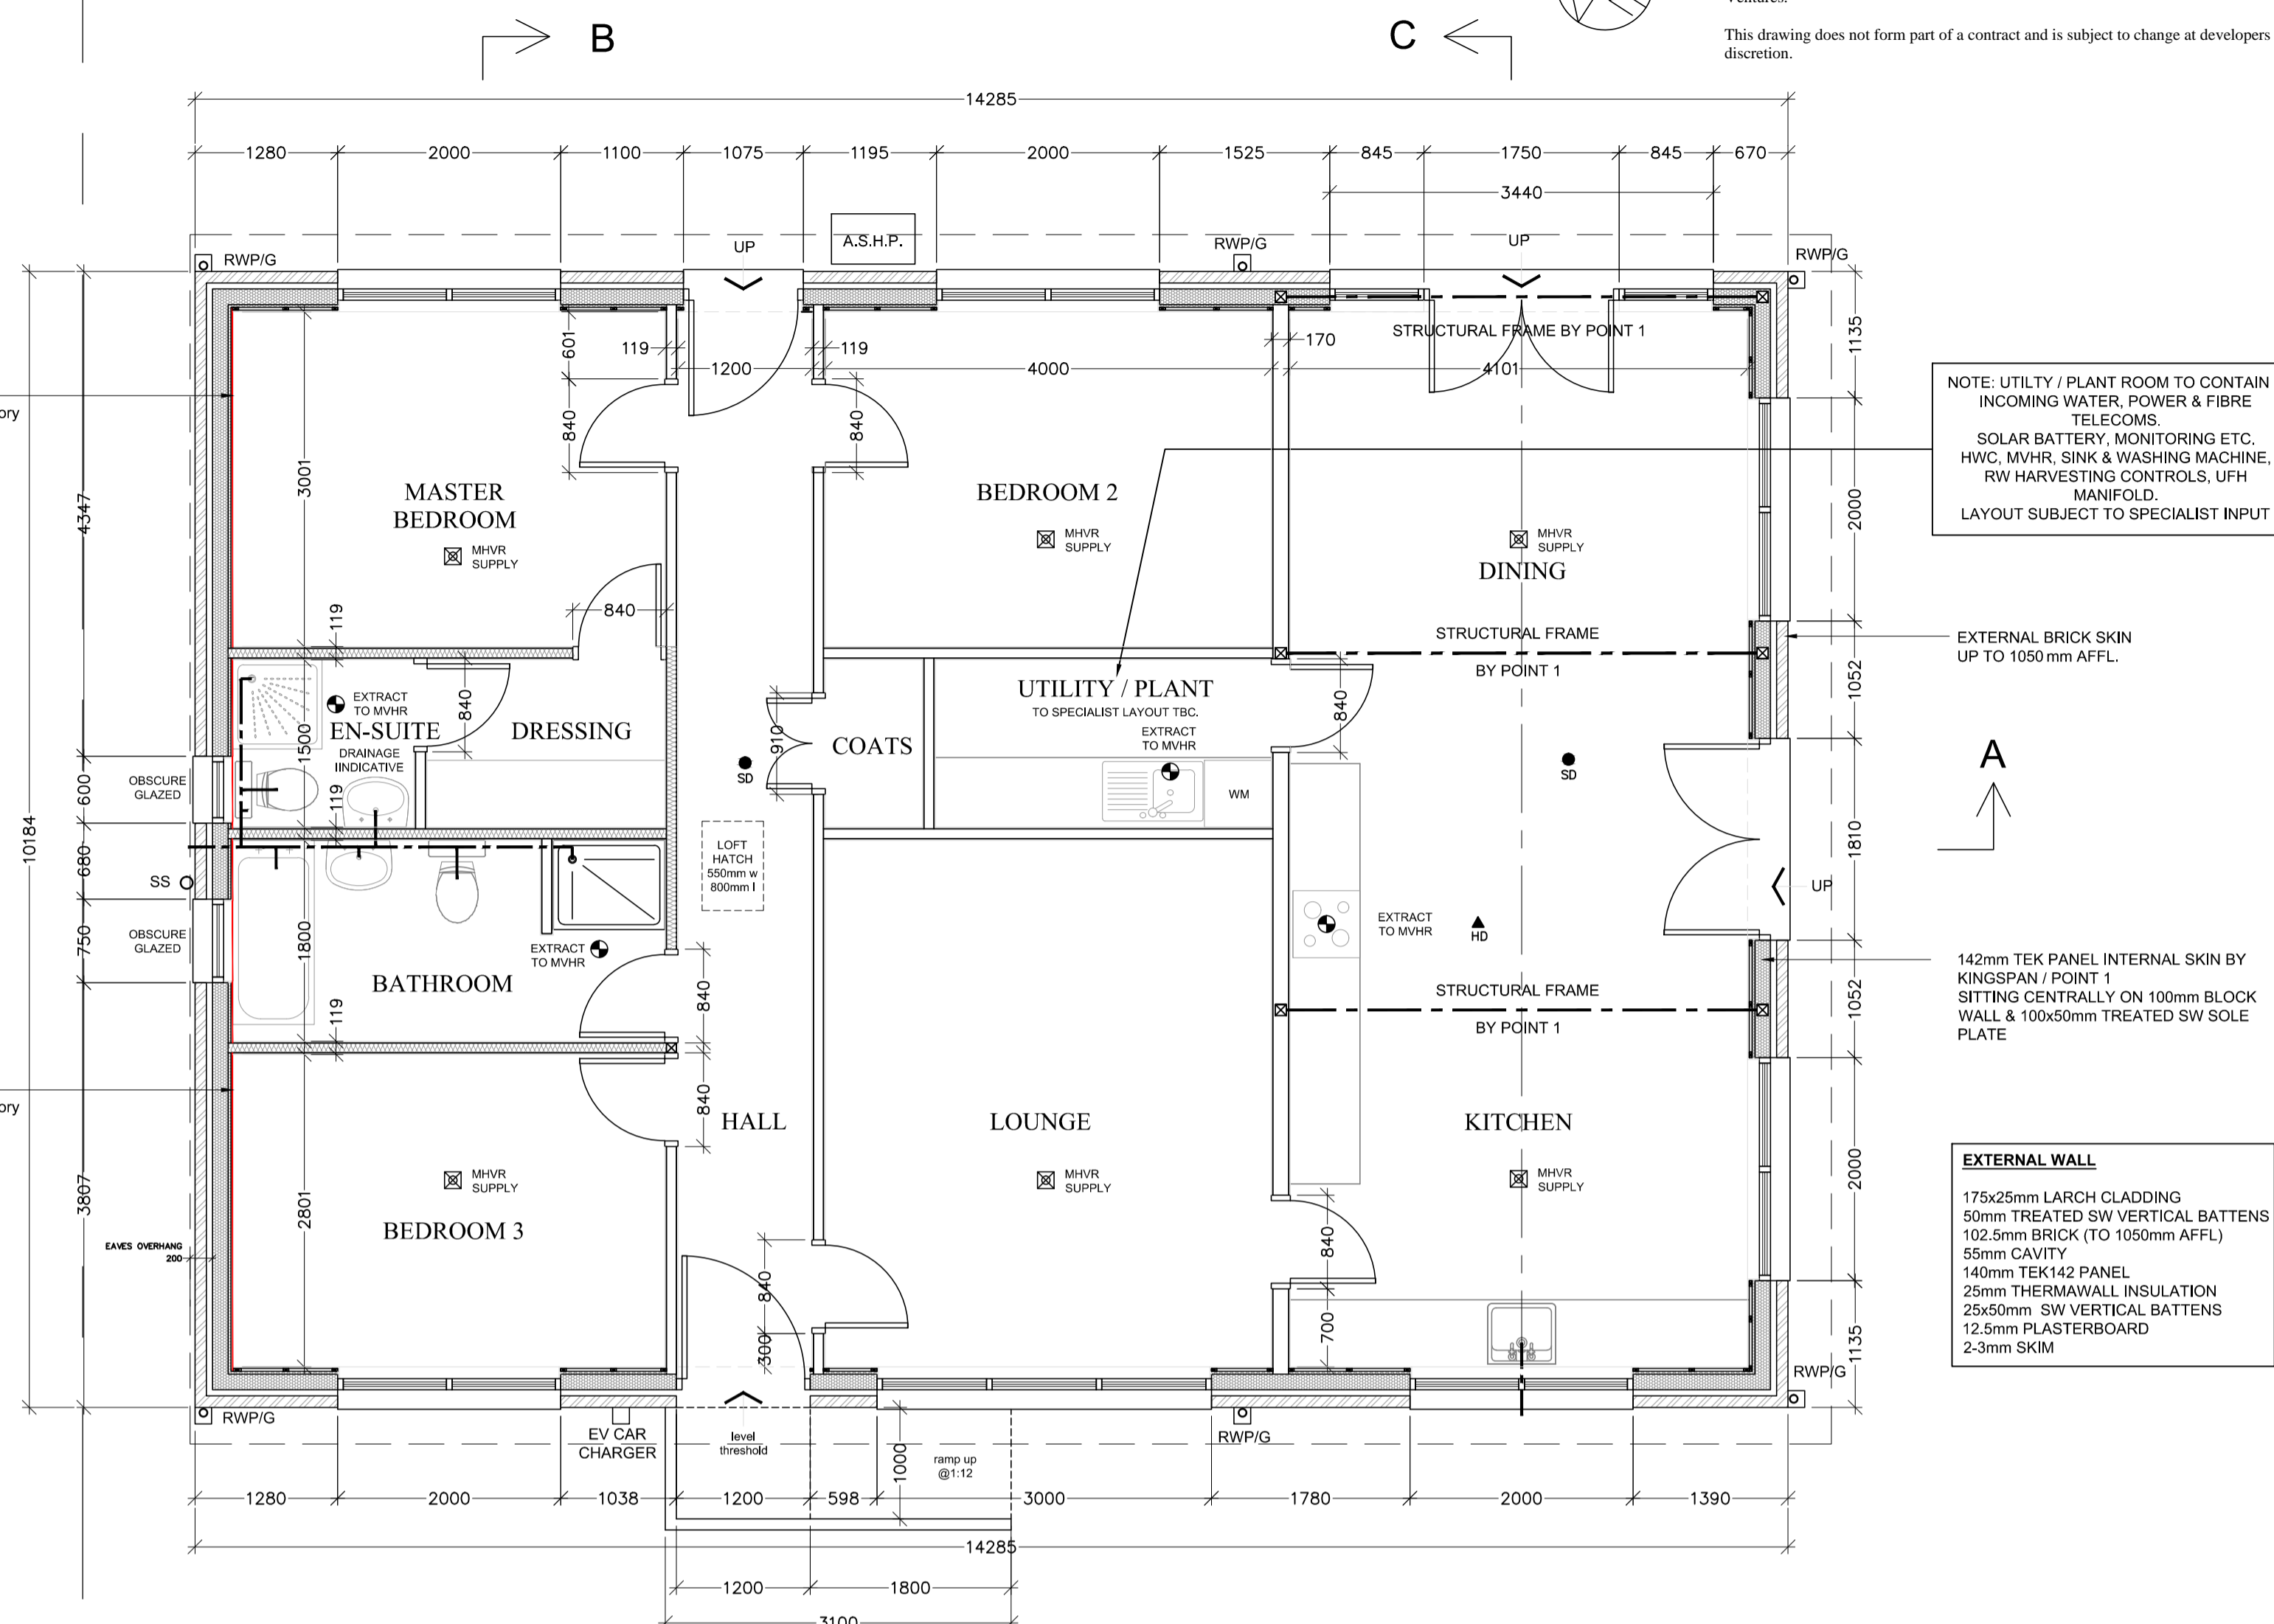 Ventures.
This drawing does not form part of a contract and is subject to change at developers
discretion.
B
C
14285
1280
2000
1100
1075
1195
2000
1525
845
1750
845
670
3440
RWP/G
UP
A.S.H.P.
RWP/G
UP
RWP/G
STRUCTURAL FRAME BY POINT 1
119
1200
119
4000
170
4101
601
840
840
3001
MASTER
BEDROOM
MHVR
SUPPLY
BEDROOM 2
MHVR
SUPPLY
MHVR
SUPPLY
DINING
1135
2000
1052
1810
1052
2000
1135
NOTE: UTILTY / PLANT ROOM TO CONTAIN
INCOMING WATER, POWER & FIBRE
TELECOMS.
SOLAR BATTERY, MONITORING ETC.
HWC, MVHR, SINK & WASHING MACHINE,
RW HARVESTING CONTROLS, UFH
MANIFOLD.
LAYOUT SUBJECT TO SPECIALIST INPUT
ory
4347
10184
600
680
750
3807
119
840
STRUCTURAL FRAME
BY POINT 1
EXTERNAL BRICK SKIN
UP TO 1050 mm AFFL.
EXTRACT
TO MVHR
EN-SUITE
DRAINAGE
IINDICATIVE
1500
840
DRESSING
119
910
COATS
SD
UTILITY / PLANT
TO SPECIALIST LAYOUT TBC.
EXTRACT
TO MVHR
WM
840
SD
A
OBSCURE
GLAZED
SS
OBSCURE
GLAZED
LOFT
HATCH
550mm w
800mm l
1800
EXTRACT
TO MVHR
BATHROOM
119
840
840
EXTRACT
TO MVHR
HD
UP
STRUCTURAL FRAME
BY POINT 1
142mm TEK PANEL INTERNAL SKIN BY
KINGSPAN / POINT 1
SITTING CENTRALLY ON 100mm BLOCK
WALL & 100x50mm TREATED SW SOLE
PLATE
ory
HALL
LOUNGE
MHVR
SUPPLY
KITCHEN
MHVR
SUPPLY
2801
MHVR
SUPPLY
BEDROOM 3
EAVES OVERHANG
200
840
300
840
700
EXTERNAL WALL
175x25mm LARCH CLADDING
50mm TREATED SW VERTICAL BATTENS
102.5mm BRICK (TO 1050mm AFFL)
55mm CAVITY
140mm TEK142 PANEL
25mm THERMAWALL INSULATION
25x50mm SW VERTICAL BATTENS
12.5mm PLASTERBOARD
2-3mm SKIM
RWP/G
RWP/G
EV CAR
CHARGER
level
threshold
1000
ramp up
@1:12
RWP/G
1280
2000
1038
1200
598
3000
1780
2000
1390
14285
1200
1800
3100